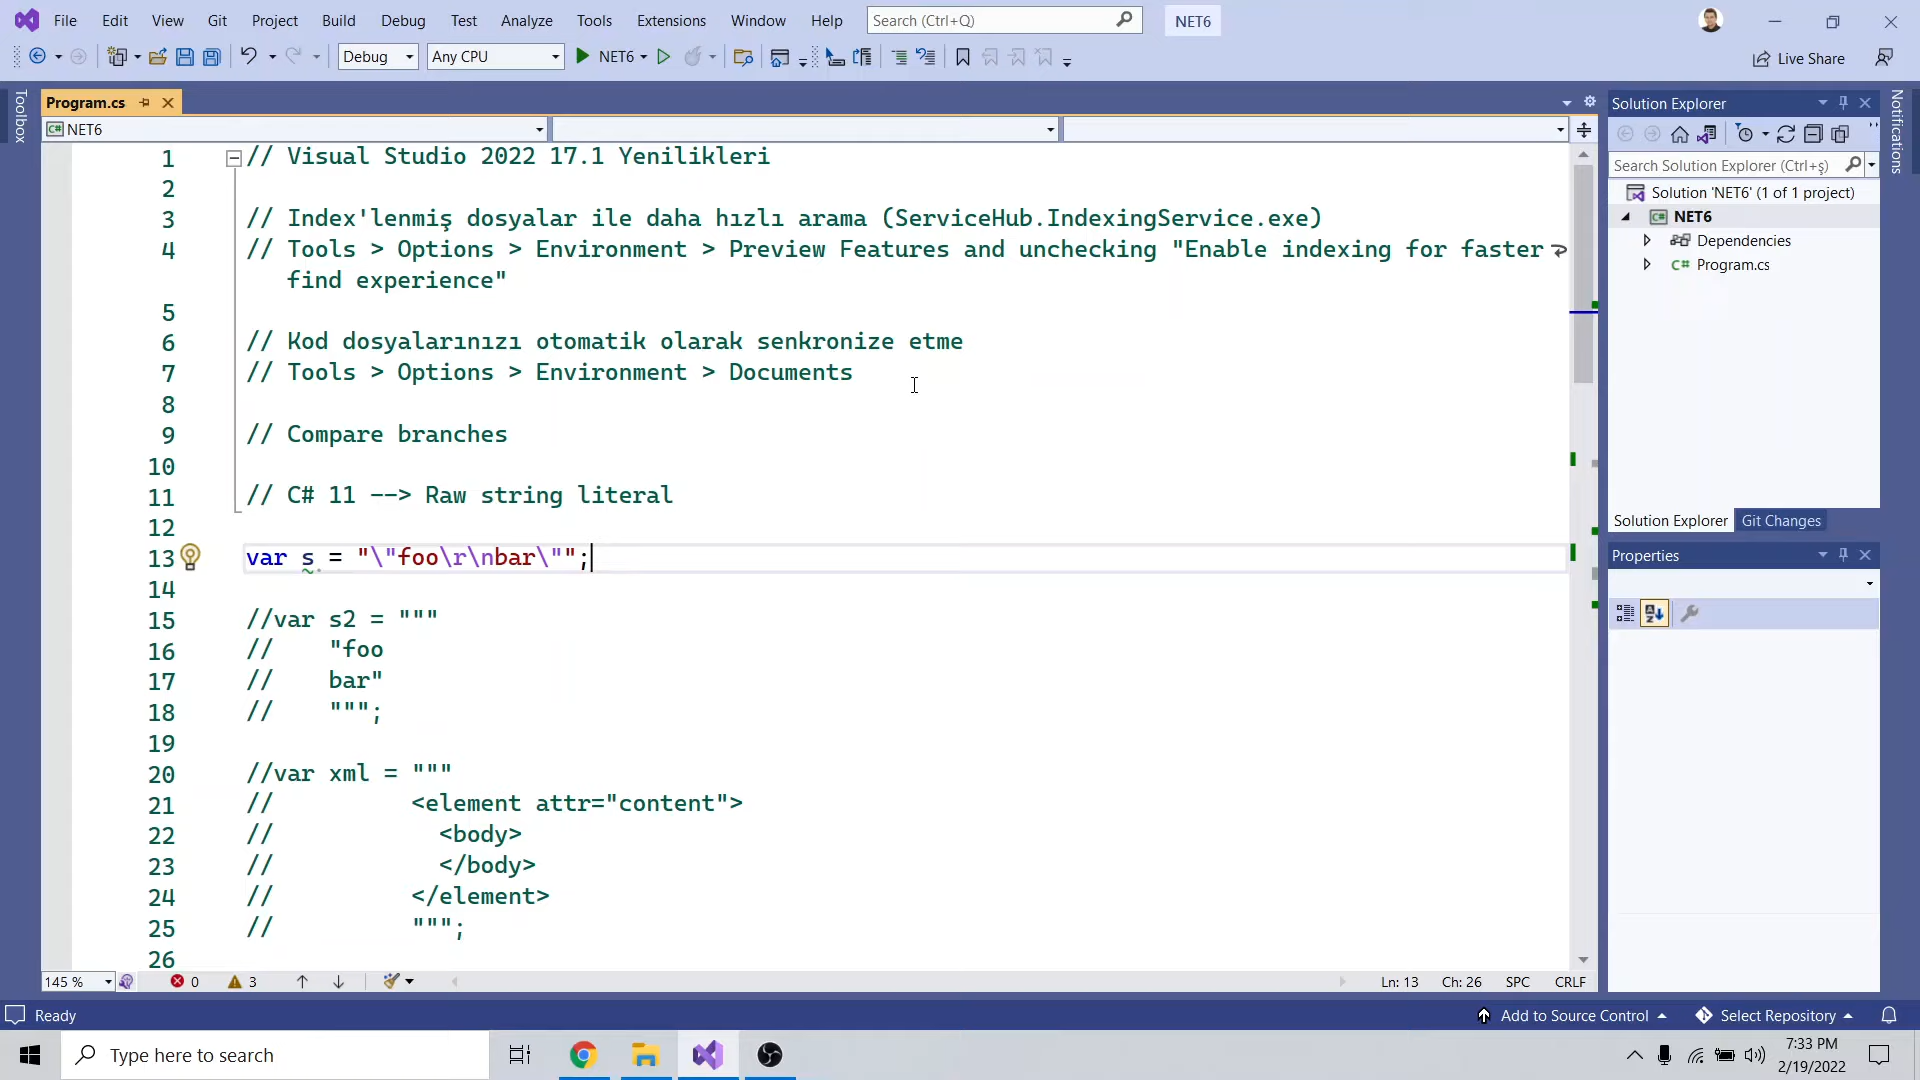 File Edit View Git Project Build Debug Test Analyze Tools Extensions Window Help Search (Ctrl+Q) NET6
Debug Any CPU NET6 Live Share
Toolbox
Program.cs
C# NET6
1 // Visual Studio 2022 17.1 Yenilikleri
2
3 // Index'lenmiş dosyalar ile daha hızlı arama (ServiceHub.IndexingService.exe)
4 // Tools > Options > Environment > Preview Features and unchecking "Enable indexing for faster
find experience"
5
6 // Kod dosyalarınızı otomatik olarak senkronize etme
7 // Tools > Options > Environment > Documents
8
9 // Compare branches
10
11 // C# 11 --> Raw string literal
12
13 var s = "\"foo\r\nbar\"";
14
15 //var s2 = """
16 //    "foo
17 //    bar"
18 //    """;
19
20 //var xml = """
21 //          <element attr="content">
22 //            <body>
23 //            </body>
24 //          </element>
25 //          """;
26
145 % 0 3 Ln: 13 Ch: 26 SPC CRLF
Solution Explorer
Search Solution Explorer (Ctrl+ş)
Solution 'NET6' (1 of 1 project)
C# NET6
Dependencies
C# Program.cs
Solution Explorer Git Changes
Properties
Notifications
Ready Add to Source Control Select Repository
Type here to search
7:33 PM
2/19/2022